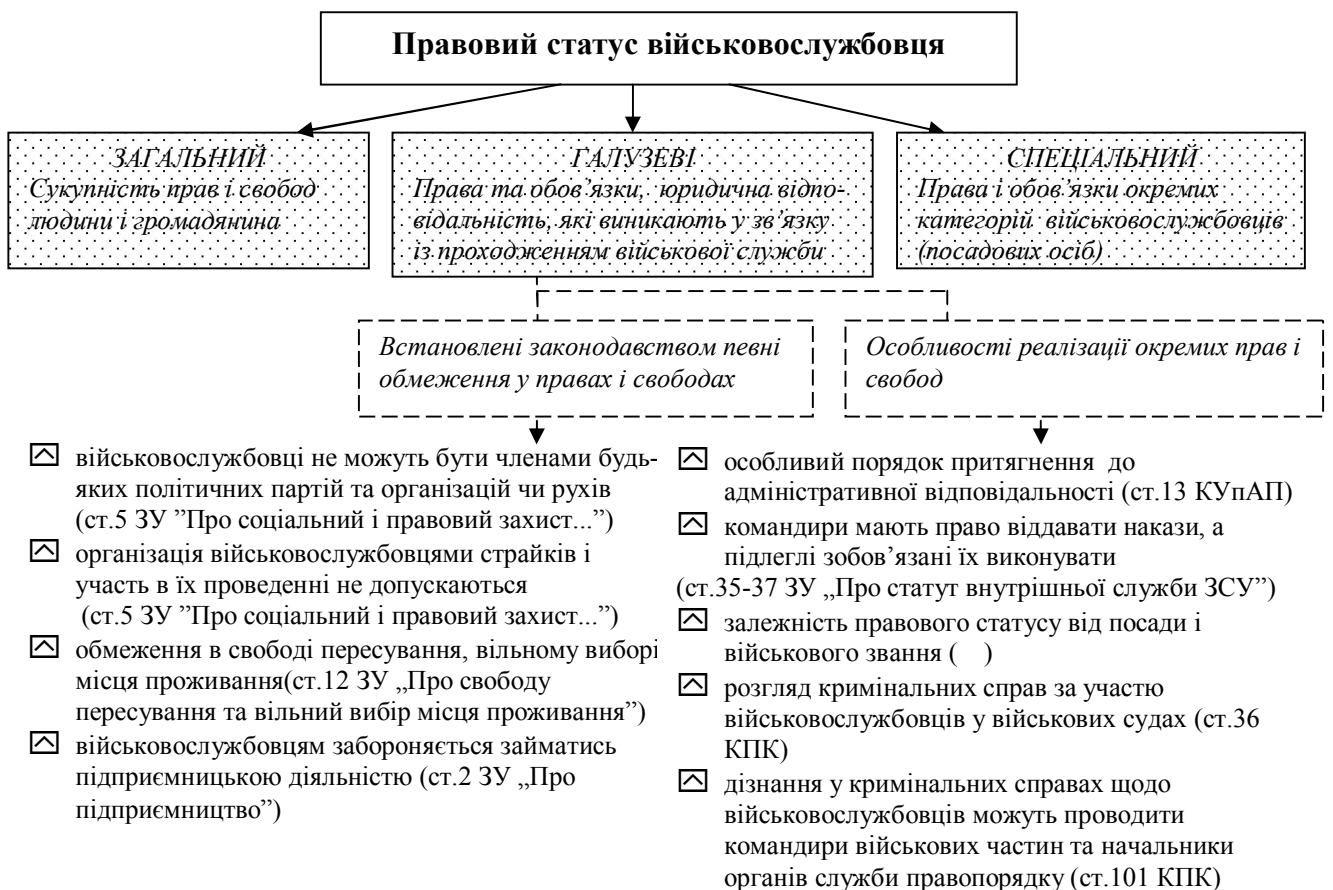 Правовий статус військовослужбовця
ЗАГАЛЬНИЙ
Сукупність прав і свобод
людини і громадянина
ГАЛУЗЕВІ
Права та обов’язки, юридична відпо-
відальність, які виникають у зв’язку
із проходженням військової служби
СПЕЦІАЛЬНИЙ
Права і обов’язки окремих
категорій військовослужбовців
(посадових осіб)
Встановлені законодавством певні
обмеження у правах і свободах
Особливості реалізації окремих прав і
свобод
військовослужбовці не можуть бути членами будь-
яких політичних партій та організацій чи рухів
(ст.5 ЗУ ”Про соціальний і правовий захист...”)
організація військовослужбовцями страйків і
участь в їх проведенні не допускаються
(ст.5 ЗУ ”Про соціальний і правовий захист...”)
обмеження в свободі пересування, вільному виборі
місця проживання(ст.12 ЗУ „Про свободу
пересування та вільний вибір місця проживання”)
військовослужбовцям забороняється займатись
підприємницькою діяльністю (ст.2 ЗУ „Про
підприємництво”)
особливий порядок притягнення до
адміністративної відповідальності (ст.13 КУпАП)
командири мають право віддавати накази, а
підлеглі зобов’язані їх виконувати
(ст.35-37 ЗУ „Про статут внутрішньої служби ЗСУ”)
залежність правового статусу від посади і
військового звання ( )
розгляд кримінальних справ за участю
військовослужбовців у військових судах (ст.36
КПК)
дізнання у кримінальних справах щодо
військовослужбовців можуть проводити
командири військових частин та начальники
органів служби правопорядку (ст.101 КПК)